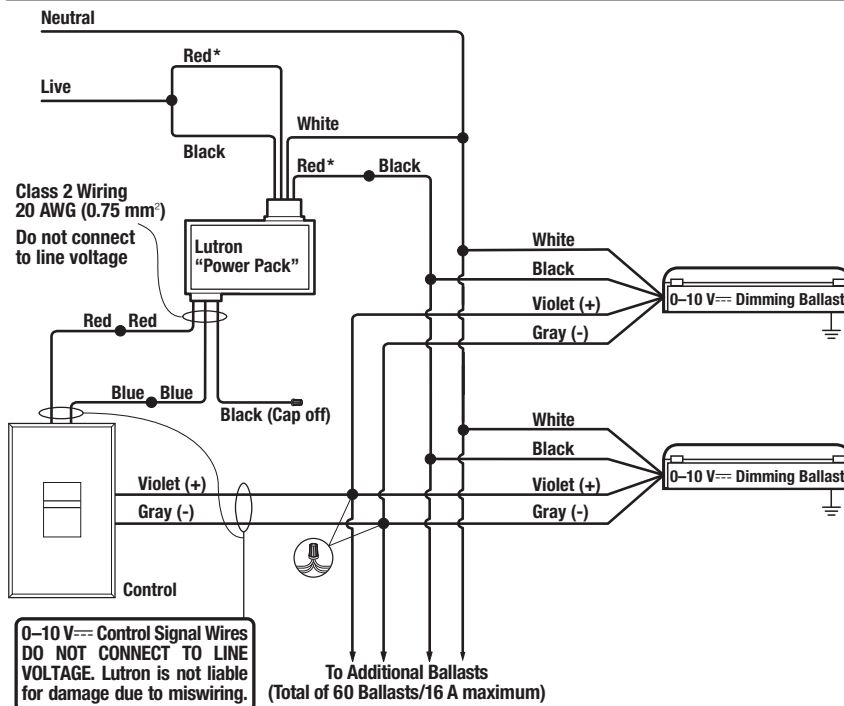 Neutral
Red*
Live
White
Black
Red*
Black
Class 2 Wiring
20 AWG (0.75 mm²)
Do not connect
to line voltage
Lutron
“Power Pack”
White
Black
Violet (+)
Gray (-)
0–10 V⎓ Dimming Ballast
Red
Red
Blue
Blue
Black (Cap off)
White
Black
Violet (+)
Gray (-)
0–10 V⎓ Dimming Ballast
Violet (+)
Gray (-)
Control
0–10 V⎓ Control Signal Wires
DO NOT CONNECT TO LINE
VOLTAGE. Lutron is not liable
for damage due to miswiring.
To Additional Ballasts
(Total of 60 Ballasts/16 A maximum)